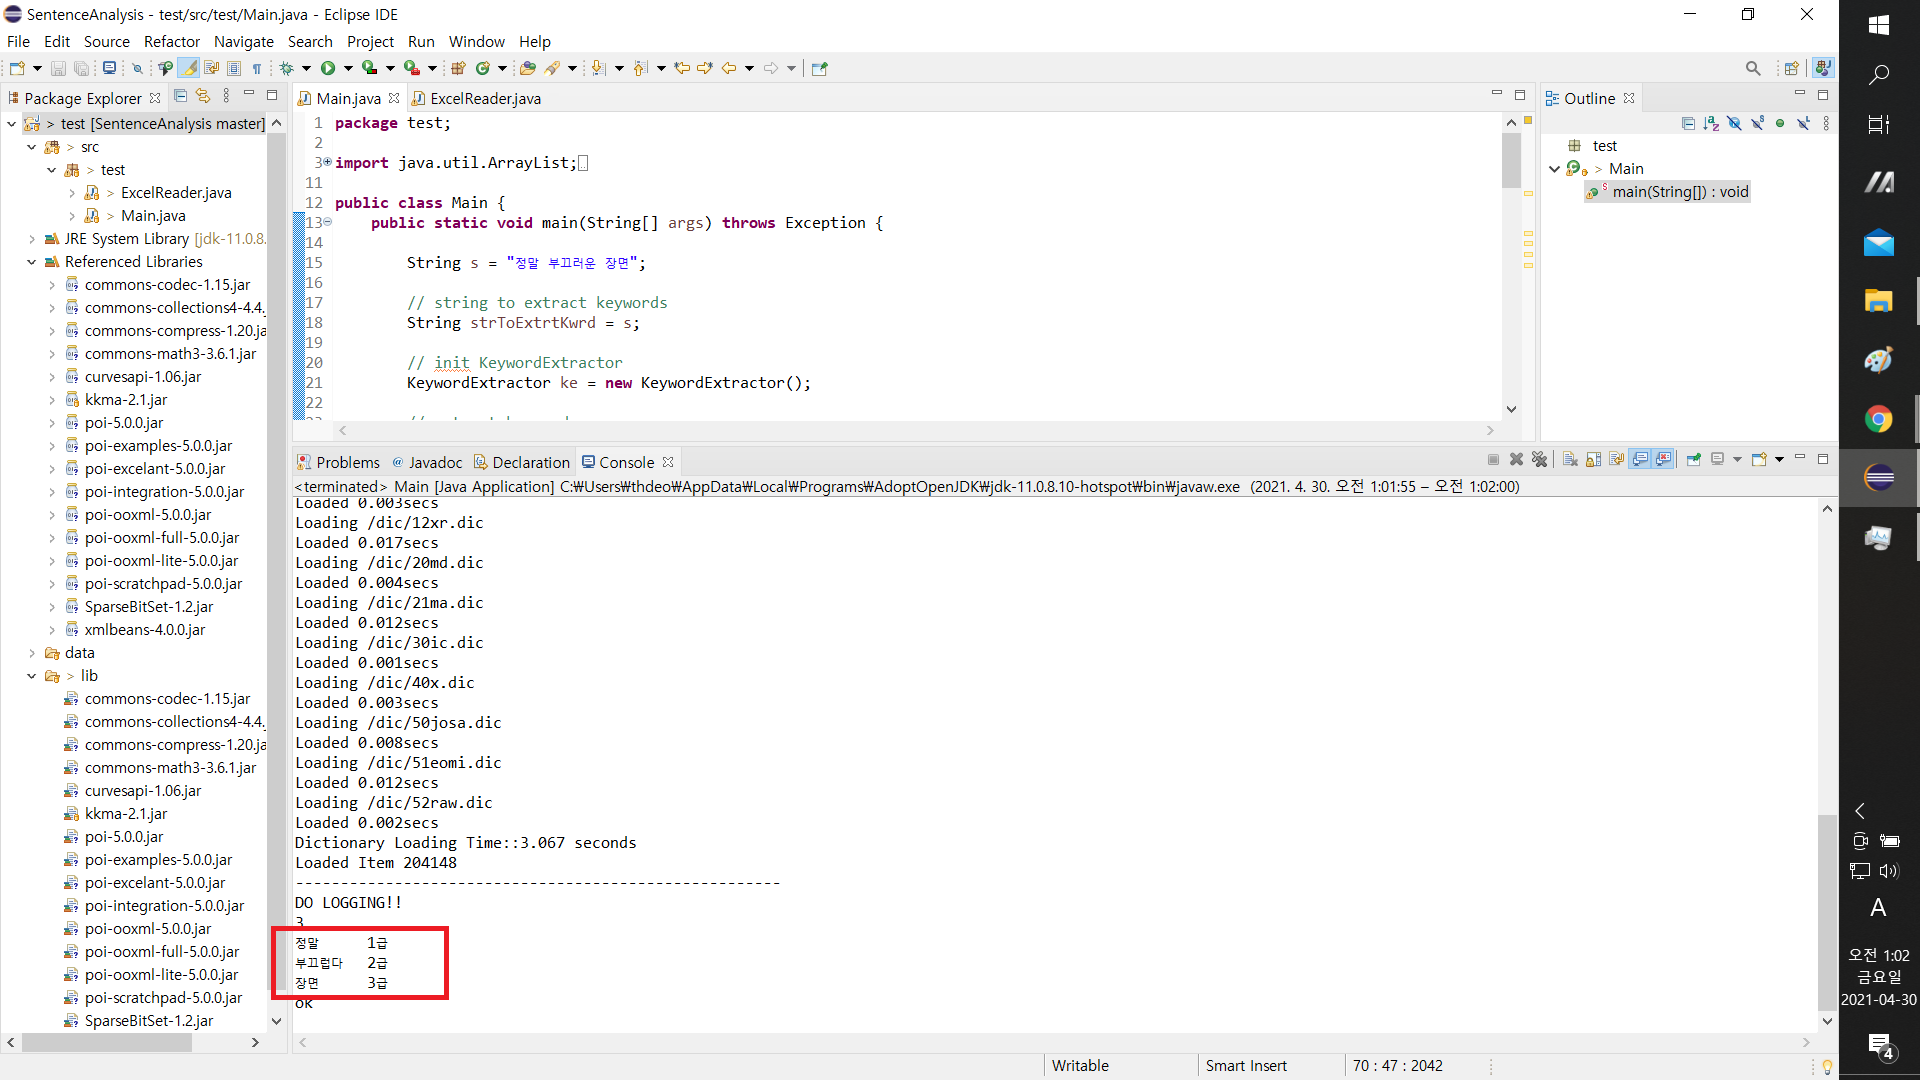 SentenceAnalysis - test/src/test/Main.java - Eclipse IDE
File Edit Source Refactor Navigate Search Project Run Window Help
Package Explorer
> test [SentenceAnalysis master]
> src
> test
> ExcelReader.java
> Main.java
JRE System Library [jdk-11.0.8.
Referenced Libraries
commons-codec-1.15.jar
commons-collections4-4.4.
commons-compress-1.20.ja
commons-math3-3.6.1.jar
curvesapi-1.06.jar
kkma-2.1.jar
poi-5.0.0.jar
poi-examples-5.0.0.jar
poi-excelant-5.0.0.jar
poi-integration-5.0.0.jar
poi-ooxml-5.0.0.jar
poi-ooxml-full-5.0.0.jar
poi-ooxml-lite-5.0.0.jar
poi-scratchpad-5.0.0.jar
SparseBitSet-1.2.jar
xmlbeans-4.0.0.jar
data
> lib
commons-codec-1.15.jar
commons-collections4-4.4.
commons-compress-1.20.ja
commons-math3-3.6.1.jar
curvesapi-1.06.jar
kkma-2.1.jar
poi-5.0.0.jar
poi-examples-5.0.0.jar
poi-excelant-5.0.0.jar
poi-integration-5.0.0.jar
poi-ooxml-5.0.0.jar
poi-ooxml-full-5.0.0.jar
poi-ooxml-lite-5.0.0.jar
poi-scratchpad-5.0.0.jar
SparseBitSet-1.2.jar
Main.java ExcelReader.java
1 package test;
2
3 import java.util.ArrayList;
11
12 public class Main {
13 public static void main(String[] args) throws Exception {
14
15 String s = "정말 부끄러운 장면";
16
17 // string to extract keywords
18 String strToExtrtKwrd = s;
19
20 // init KeywordExtractor
21 KeywordExtractor ke = new KeywordExtractor();
22
Outline
test
> Main
main(String[]) : void
Problems @ Javadoc Declaration Console
<terminated> Main [Java Application] C:₩Users₩thdeo₩AppData₩Local₩Programs₩AdoptOpenJDK₩jdk-11.0.8.10-hotspot₩bin₩javaw.exe (2021. 4. 30. 오전 1:01:55 – 오전 1:02:00)
Loaded 0.003secs
Loading /dic/12xr.dic
Loaded 0.017secs
Loading /dic/20md.dic
Loaded 0.004secs
Loading /dic/21ma.dic
Loaded 0.012secs
Loading /dic/30ic.dic
Loaded 0.001secs
Loading /dic/40x.dic
Loaded 0.003secs
Loading /dic/50josa.dic
Loaded 0.008secs
Loading /dic/51eomi.dic
Loaded 0.012secs
Loading /dic/52raw.dic
Loaded 0.002secs
Dictionary Loading Time::3.067 seconds
Loaded Item 204148
------------------------------------------------------
DO LOGGING!!
3
정말 1급
부끄럽다 2급
장면 3급
ok
Writable Smart Insert 70 : 47 : 2042
A
오전 1:02
금요일
2021-04-30
4